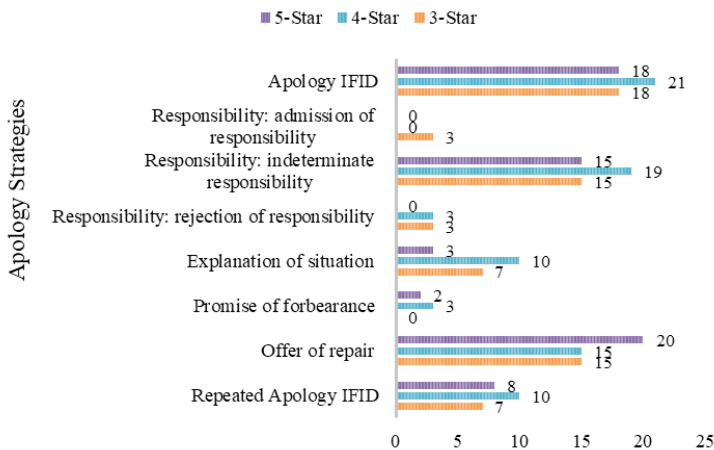 5-Star 4-Star 3-Star
Apology Strategies
Apology IFID
18
21
18
Responsibility: admission of
responsibility
0
0
3
Responsibility: indeterminate
responsibility
15
19
15
Responsibility: rejection of responsibility
0
3
3
Explanation of situation
3
10
7
Promise of forbearance
2
3
0
Offer of repair
20
15
15
Repeated Apology IFID
8
10
7
0 5 10 15 20 25